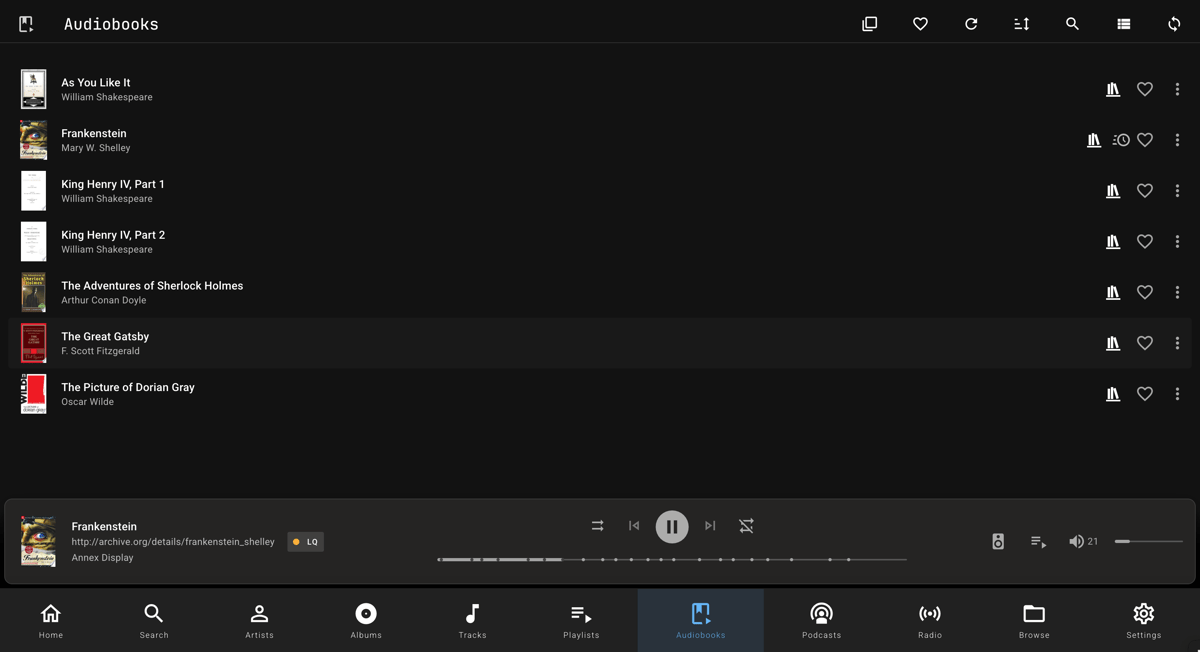 Audiobooks
As You Like It
William Shakespeare
Frankenstein
Mary W. Shelley
King Henry IV, Part 1
William Shakespeare
King Henry IV, Part 2
William Shakespeare
The Adventures of Sherlock Holmes
Arthur Conan Doyle
The Great Gatsby
F. Scott Fitzgerald
The Picture of Dorian Gray
Oscar Wilde
Frankenstein
http://archive.org/details/frankenstein_shelley
LQ
Annex Display
21
Home
Search
Artists
Albums
Tracks
Playlists
Audiobooks
Podcasts
Radio
Browse
Settings